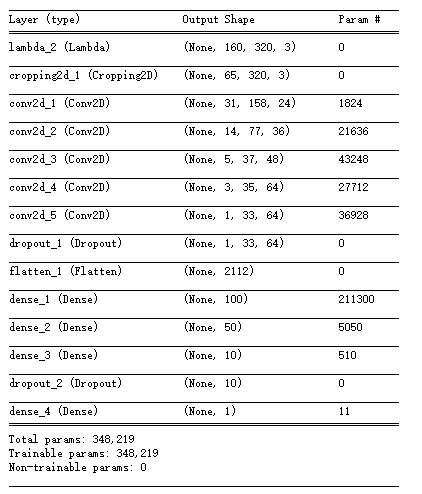 Layer (type) Output Shape Param #
lambda_2 (Lambda) (None, 160, 320, 3) 0
cropping2d_1 (Cropping2D) (None, 65, 320, 3) 0
conv2d_1 (Conv2D) (None, 31, 158, 24) 1824
conv2d_2 (Conv2D) (None, 14, 77, 36) 21636
conv2d_3 (Conv2D) (None, 5, 37, 48) 43248
conv2d_4 (Conv2D) (None, 3, 35, 64) 27712
conv2d_5 (Conv2D) (None, 1, 33, 64) 36928
dropout_1 (Dropout) (None, 1, 33, 64) 0
flatten_1 (Flatten) (None, 2112) 0
dense_1 (Dense) (None, 100) 211300
dense_2 (Dense) (None, 50) 5050
dense_3 (Dense) (None, 10) 510
dropout_2 (Dropout) (None, 10) 0
dense_4 (Dense) (None, 1) 11
Total params: 348,219
Trainable params: 348,219
Non-trainable params: 0